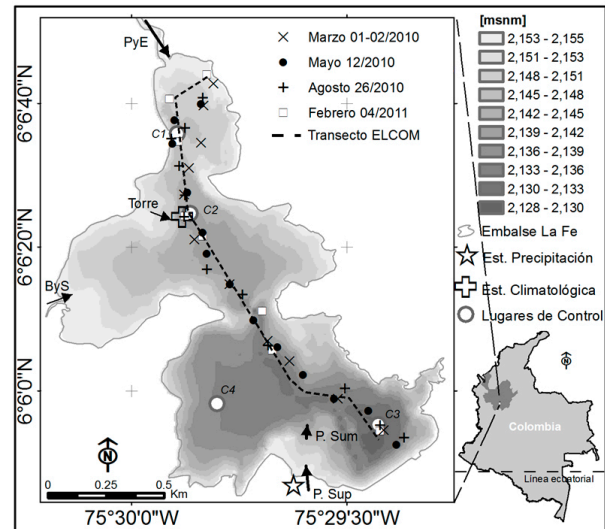 PyE
Marzo 01-02/2010
Mayo 12/2010
Agosto 26/2010
Febrero 04/2011
Transecto ELCOM
[msnm]
2,153 - 2,155
2,151 - 2,153
2,148 - 2,151
2,145 - 2,148
2,142 - 2,145
2,139 - 2,142
2,136 - 2,139
2,133 - 2,136
2,130 - 2,133
2,128 - 2,130
Embalse La Fe
Est. Precipitación
Est. Climatológica
Lugares de Control
6°6'40"N
6°6'20"N
6°6'0"N
C1
Torre
C2
ByS
C4
C3
P. Sum
P. Sup
N
0 0.25 0.5
Km
75°30'0"W
75°29'30"W
N
Colombia
Línea ecuatorial